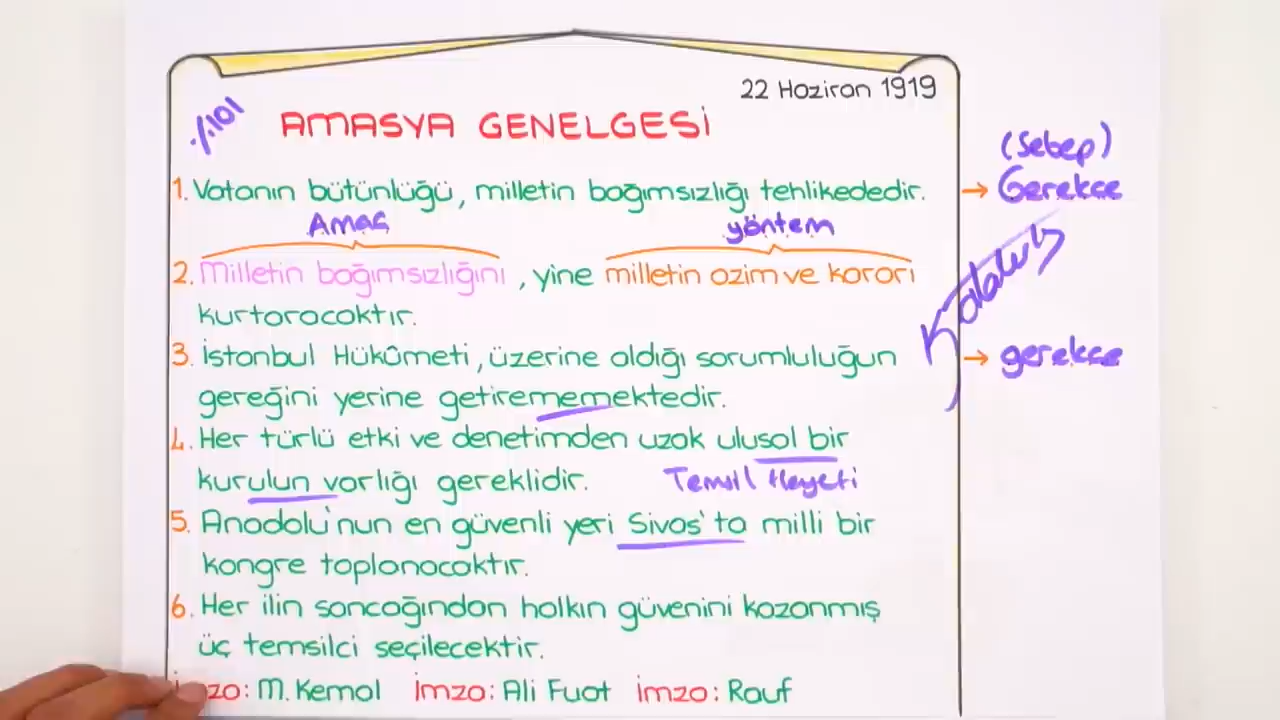 22 Haziran 1919
%101
AMASYA GENELGESİ
(Sebep)
1. Vatanın bütünlüğü, milletin bağımsızlığı tehlikededir. → Gerekçe
Amaç yöntem
2. Milletin bağımsızlığını, yine milletin azim ve kararı
kurtaracaktır.
3. İstanbul Hükûmeti, üzerine aldığı sorumluluğun → gerekçe
gereğini yerine getirememektedir.
4. Her türlü etki ve denetimden uzak ulusal bir
kurulun varlığı gereklidir. Temsil Heyeti
5. Anadolu'nun en güvenli yeri Sivas'ta milli bir
kongre toplanacaktır.
6. Her ilin sancağından halkın güvenini kazanmış
üç temsilci seçilecektir.
İmza: M. Kemal İmza: Ali Fuat İmza: Rauf